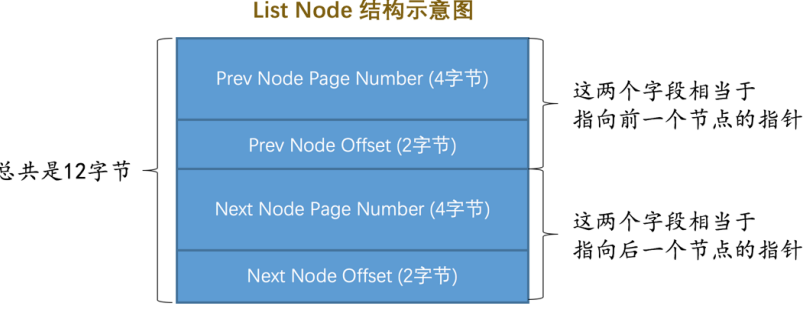 List Node 结构示意图
Prev Node Page Number (4字节)
Prev Node Offset (2字节)
Next Node Page Number (4字节)
Next Node Offset (2字节)
总共是12字节
这两个字段相当于
指向前一个节点的指针
这两个字段相当于
指向后一个节点的指针